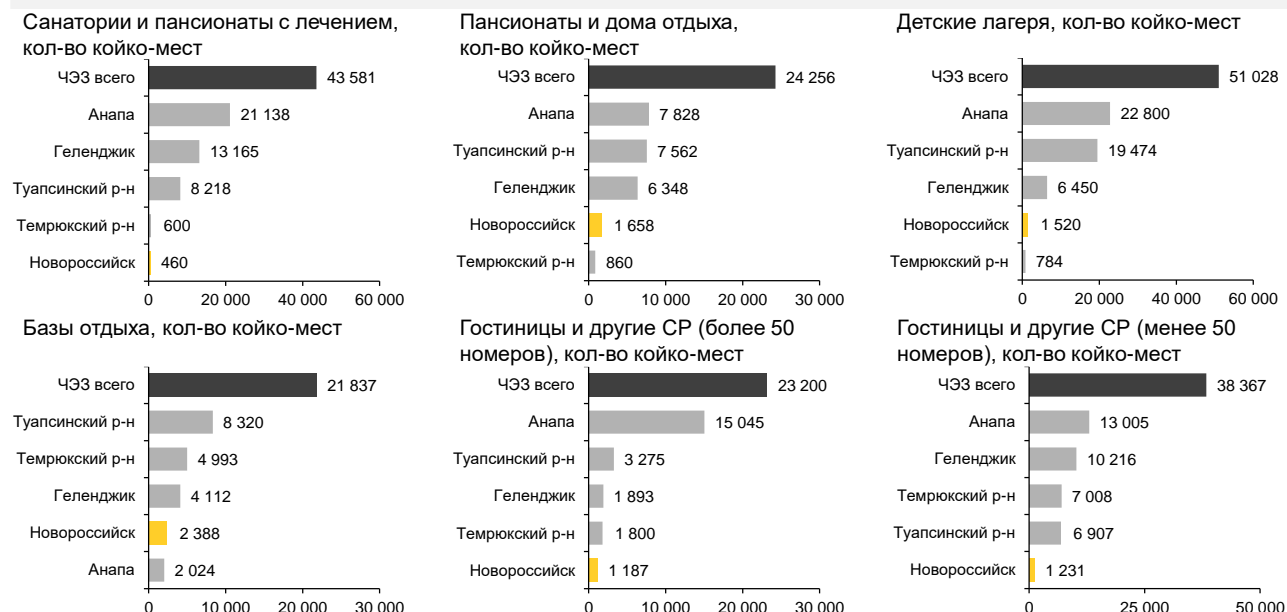 Санатории и пансионаты с лечением,
кол-во койко-мест
ЧЭЗ всего 43 581
Анапа 21 138
Геленджик 13 165
Туапсинский р-н 8 218
Темрюкский р-н 600
Новороссийск 460
0 20 000 40 000 60 000
Пансионаты и дома отдыха,
кол-во койко-мест
ЧЭЗ всего 24 256
Анапа 7 828
Туапсинский р-н 7 562
Геленджик 6 348
Новороссийск 1 658
Темрюкский р-н 860
0 10 000 20 000 30 000
Детские лагеря, кол-во койко-мест
ЧЭЗ всего 51 028
Анапа 22 800
Туапсинский р-н 19 474
Геленджик 6 450
Новороссийск 1 520
Темрюкский р-н 784
0 20 000 40 000 60 000
Базы отдыха, кол-во койко-мест
ЧЭЗ всего 21 837
Туапсинский р-н 8 320
Темрюкский р-н 4 993
Геленджик 4 112
Новороссийск 2 388
Анапа 2 024
0 10 000 20 000 30 000
Гостиницы и другие СР (более 50
номеров), кол-во койко-мест
ЧЭЗ всего 23 200
Анапа 15 045
Туапсинский р-н 3 275
Геленджик 1 893
Темрюкский р-н 1 800
Новороссийск 1 187
0 10 000 20 000 30 000
Гостиницы и другие СР (менее 50
номеров), кол-во койко-мест
ЧЭЗ всего 38 367
Анапа 13 005
Геленджик 10 216
Темрюкский р-н 7 008
Туапсинский р-н 6 907
Новороссийск 1 231
0 25 000 50 000